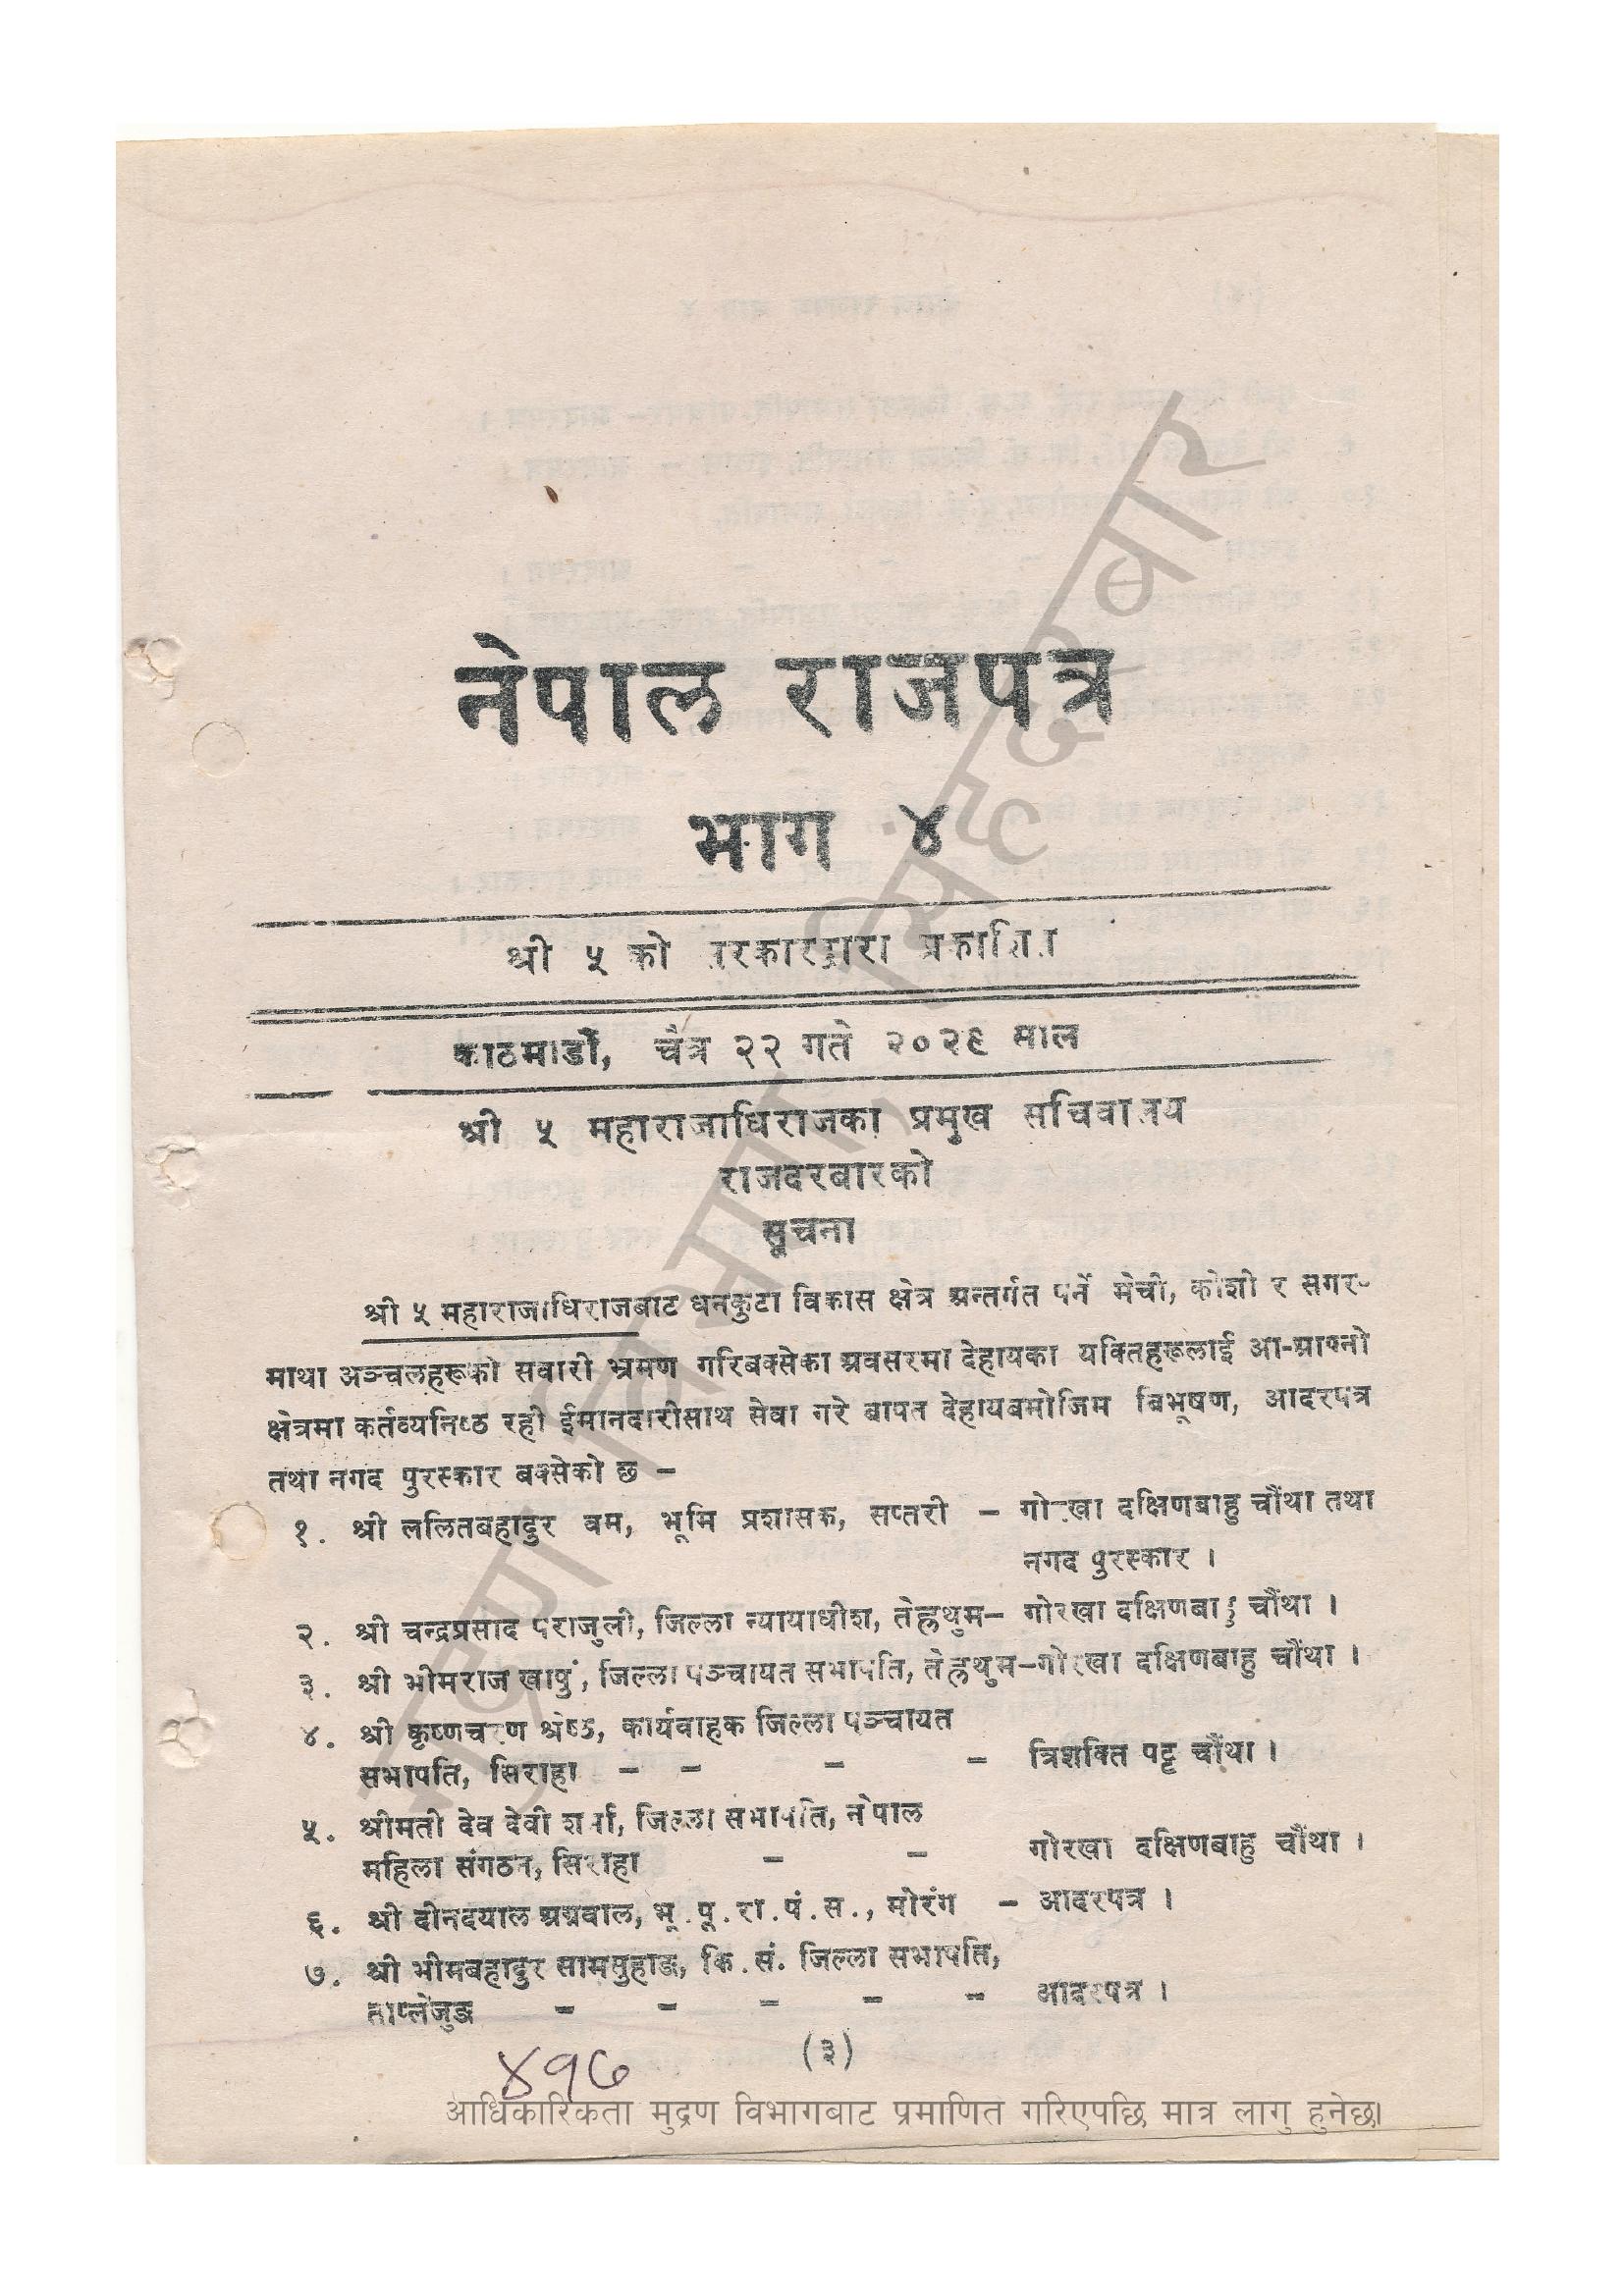 नेपाल राजपत्र
भाग ४
श्री ५ को सरकारद्वारा प्रकाशित
काठमाडौं, चैत्र २२ गते २०२९ साल
श्री ५ महाराजाधिराजका प्रमुख सचिवालय
राजदरबारको
सूचना
श्री ५ महाराजाधिराजबाट धनकुटा विकास क्षेत्र अन्तर्गत पर्ने मेची, कोशी र सगर-
माथा अञ्चलहरूको सवारी भ्रमण गरिबक्सेका अवसरमा देहायका यक्तिहरूलाई आ-आफ्नो
क्षेत्रमा कर्तव्यनिष्ठ रही ईमानदारीसाथ सेवा गरे बापत देहायबमोजिम बिभूषण, आदरपत्र
तथा नगद पुरस्कार बक्सेको छ –
१. श्री ललितबहादुर बम, भूमि प्रशासक, सप्तरी – गोरखा दक्षिणबाहु चौंथा तथा
नगद पुरस्कार ।
२. श्री चन्द्रप्रसाद पराजुली, जिल्ला न्यायाधीश, तेह्रथुम– गोरखा दक्षिणबाहु चौंथा ।
३. श्री भीमराज खापुं, जिल्ला पञ्चायत सभापति, तेह्रथुम–गोरखा दक्षिणबाहु चौंथा ।
४. श्री कृष्णचरण श्रेष्ठ, कार्यवाहक जिल्ला पञ्चायत
सभापति, सिराहा – – – – त्रिशक्ति पट्ट चौंथा ।
५. श्रीमती देव देवी शर्मा, जिल्ला सभापति, नेपाल
महिला संगठन, सिराहा – – गोरखा दक्षिणबाहु चौंथा ।
६. श्री दीनदयाल अग्रवाल, भू.पू.रा.पं.स., मोरंग – आदरपत्र ।
७. श्री भीमबहादुर सामसुहाङ, कि.सं. जिल्ला सभापति,
ताप्लेजुङ – – – – – आदरपत्र ।
(३)
४१७
आधिकारिकता मुद्रण विभागबाट प्रमाणित गरिएपछि मात्र लागु हुनेछ।
मुद्रण विभाग, सिंहदरवार